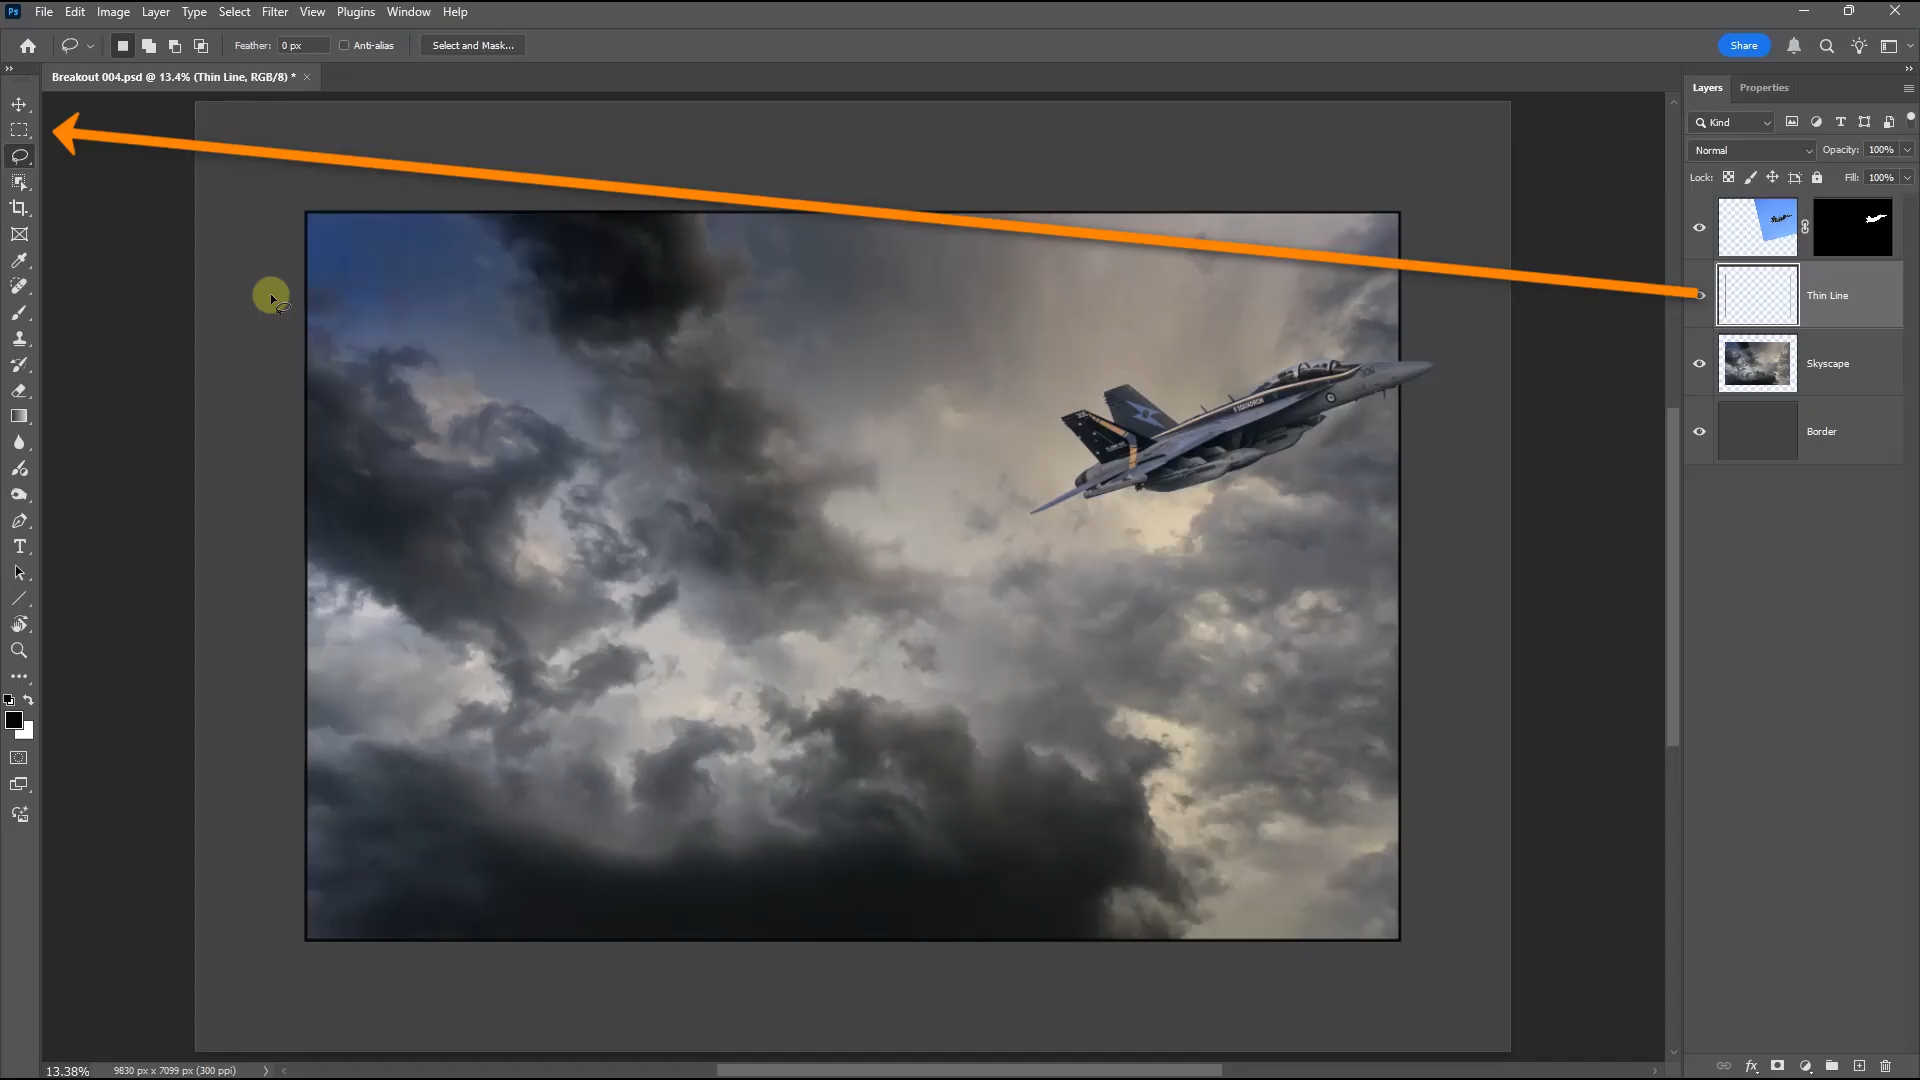 Ps File Edit Image Layer Type Select Filter View Plugins Window Help
Feather: 0 px Anti-alias Select and Mask... Share
Breakout 004.psd @ 13.4% (Thin Line, RGB/8) * ×
Layers Properties
Kind
Normal Opacity: 100%
Lock: Fill: 100%
Thin Line
Skyscape
Border
13.38% 9830 px x 7099 px (300 ppi)